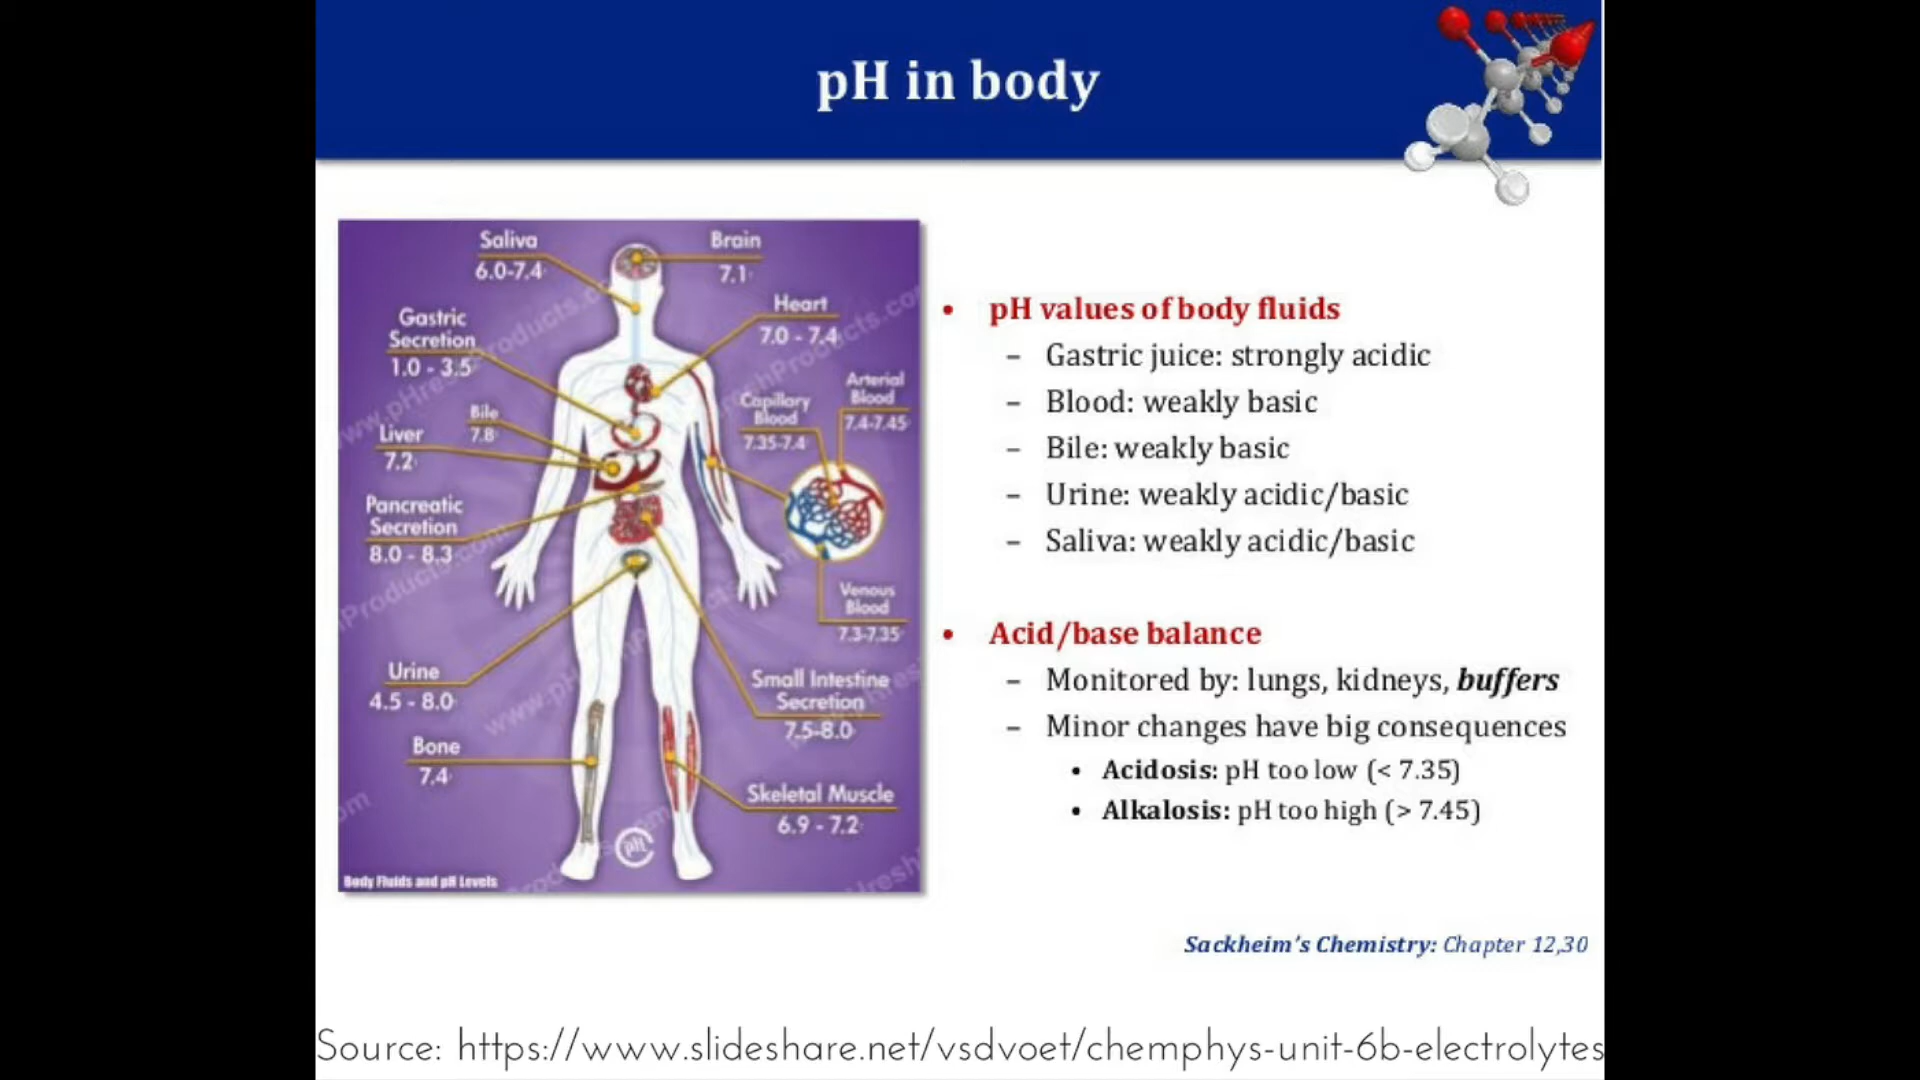 pH in body
Saliva
6.0-7.4
Brain
7.1
Heart
7.0 - 7.4
Gastric
Secretion
1.0 - 3.5
Arterial
Blood
7.4-7.45
Capillary
Blood
7.35-7.4
Bile
7.8
Liver
7.2
Pancreatic
Secretion
8.0 - 8.3
Venous
Blood
7.3-7.35
Urine
4.5 - 8.0
Small Intestine
Secretion
7.5-8.0
Bone
7.4
Skeletal Muscle
6.9 - 7.2
pH
Body Fluids and pH Levels
• pH values of body fluids
– Gastric juice: strongly acidic
– Blood: weakly basic
– Bile: weakly basic
– Urine: weakly acidic/basic
– Saliva: weakly acidic/basic
• Acid/base balance
– Monitored by: lungs, kidneys, buffers
– Minor changes have big consequences
• Acidosis: pH too low (< 7.35)
• Alkalosis: pH too high (> 7.45)
Sackheim's Chemistry: Chapter 12,30
Source: https://www.slideshare.net/vsdvoet/chemphys-unit-6b-electrolytes